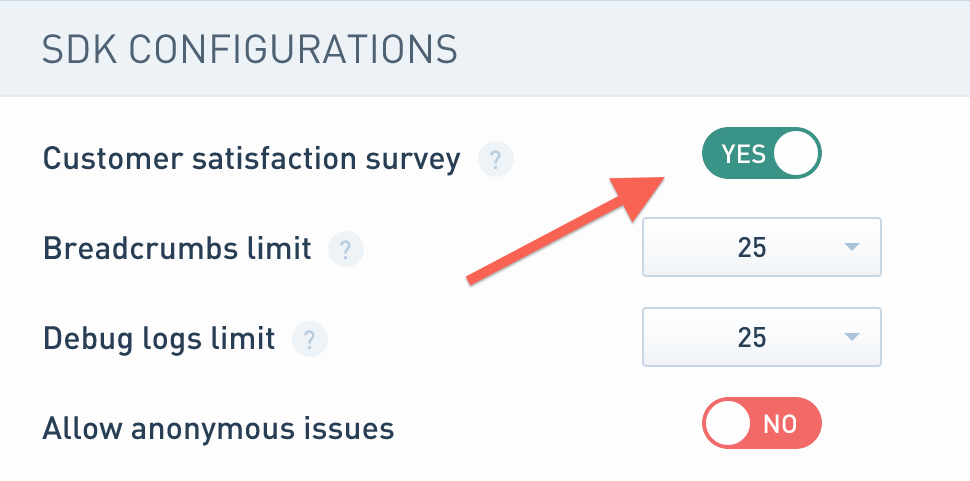 SDK CONFIGURATIONS
Customer satisfaction survey ? YES
Breadcrumbs limit ? 25
Debug logs limit ? 25
Allow anonymous issues NO